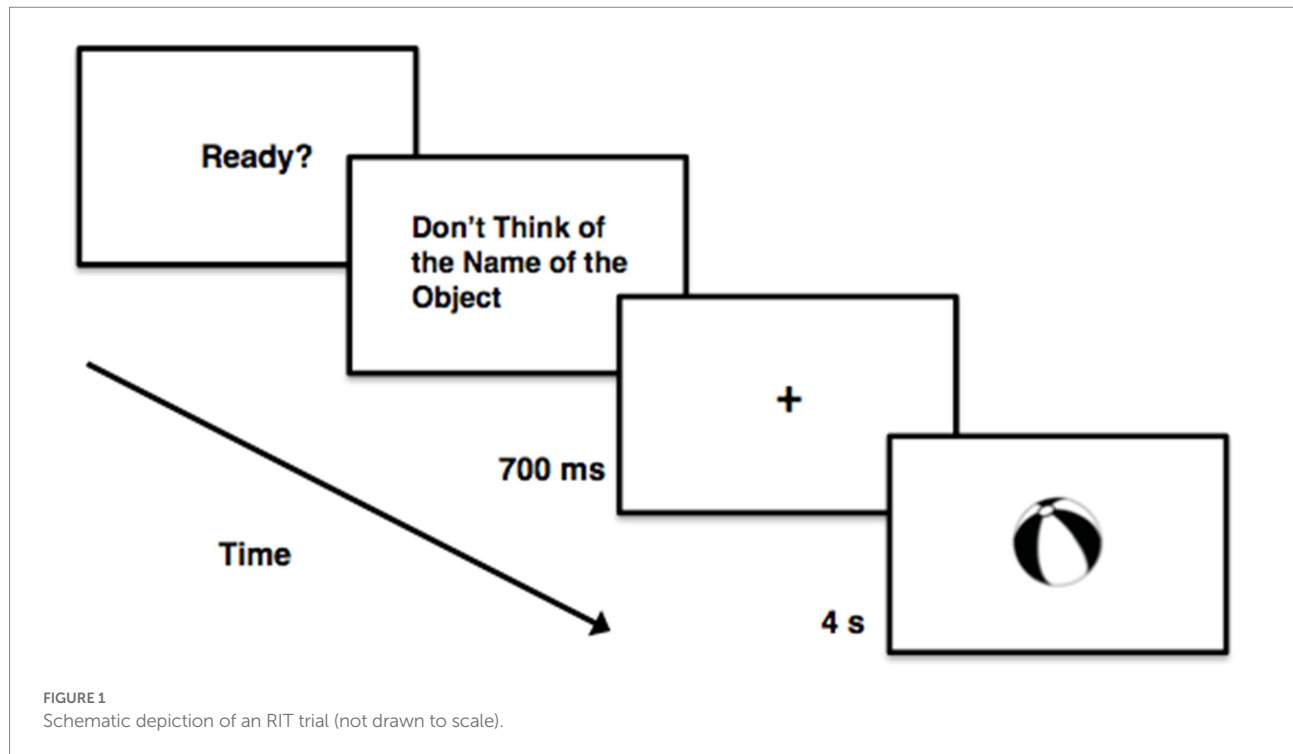 Ready?
Don't Think of
the Name of the
Object
+
700 ms
Time
4 s
FIGURE 1
Schematic depiction of an RIT trial (not drawn to scale).